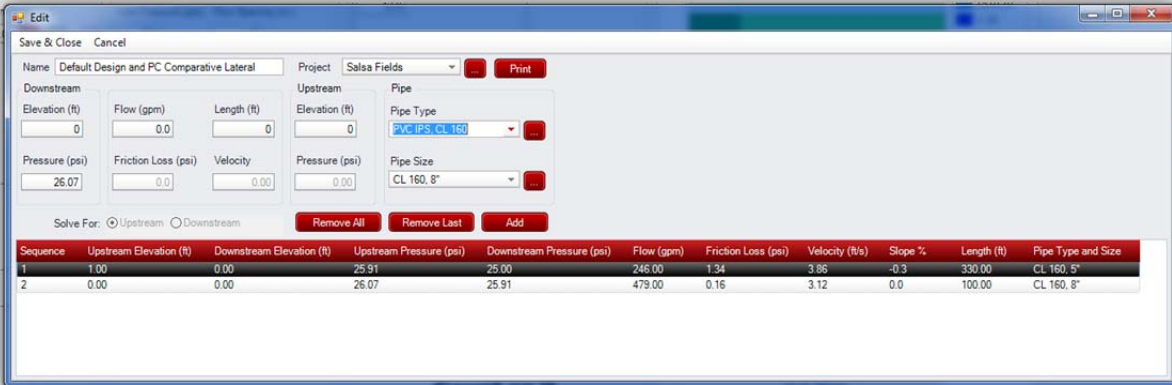 Edit
Save & Close Cancel
Name Default Design and PC Comparative Lateral Project Salsa Fields ... Print
Downstream Upstream Pipe
Elevation (ft) Flow (gpm) Length (ft) Elevation (ft) Pipe Type
0 0.0 0 0 PVC IPS, CL 160 ...
Pressure (psi) Friction Loss (psi) Velocity Pressure (psi) Pipe Size
26.07 0.0 0.00 0.00 CL 160, 8" ...
Solve For: Upstream Downstream Remove All Remove Last Add
Sequence Upstream Elevation (ft) Downstream Elevation (ft) Upstream Pressure (psi) Downstream Pressure (psi) Flow (gpm) Friction Loss (psi) Velocity (ft/s) Slope % Length (ft) Pipe Type and Size
1 1.00 0.00 25.91 25.00 246.00 1.34 3.86 -0.3 330.00 CL 160, 5"
2 0.00 0.00 26.07 25.91 479.00 0.16 3.12 0.0 100.00 CL 160, 8"